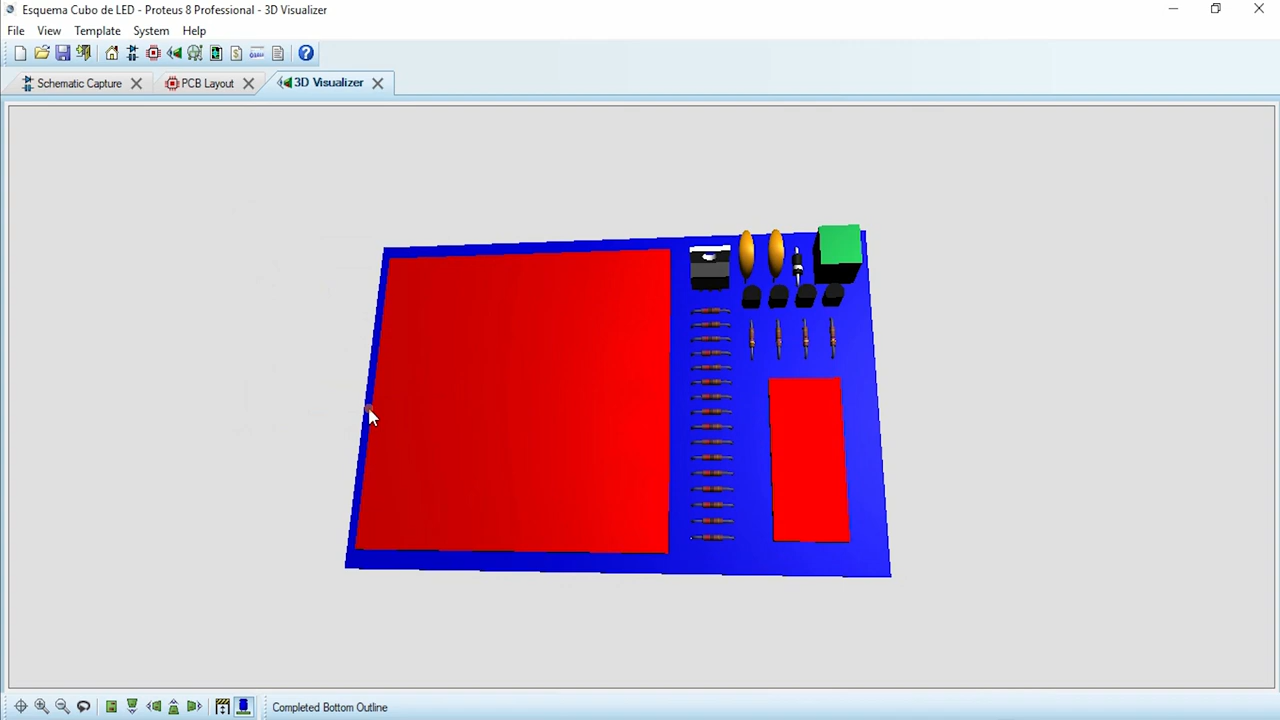 Esquema Cubo de LED - Proteus 8 Professional - 3D Visualizer
File View Template System Help
Schematic Capture PCB Layout 3D Visualizer
Completed Bottom Outline